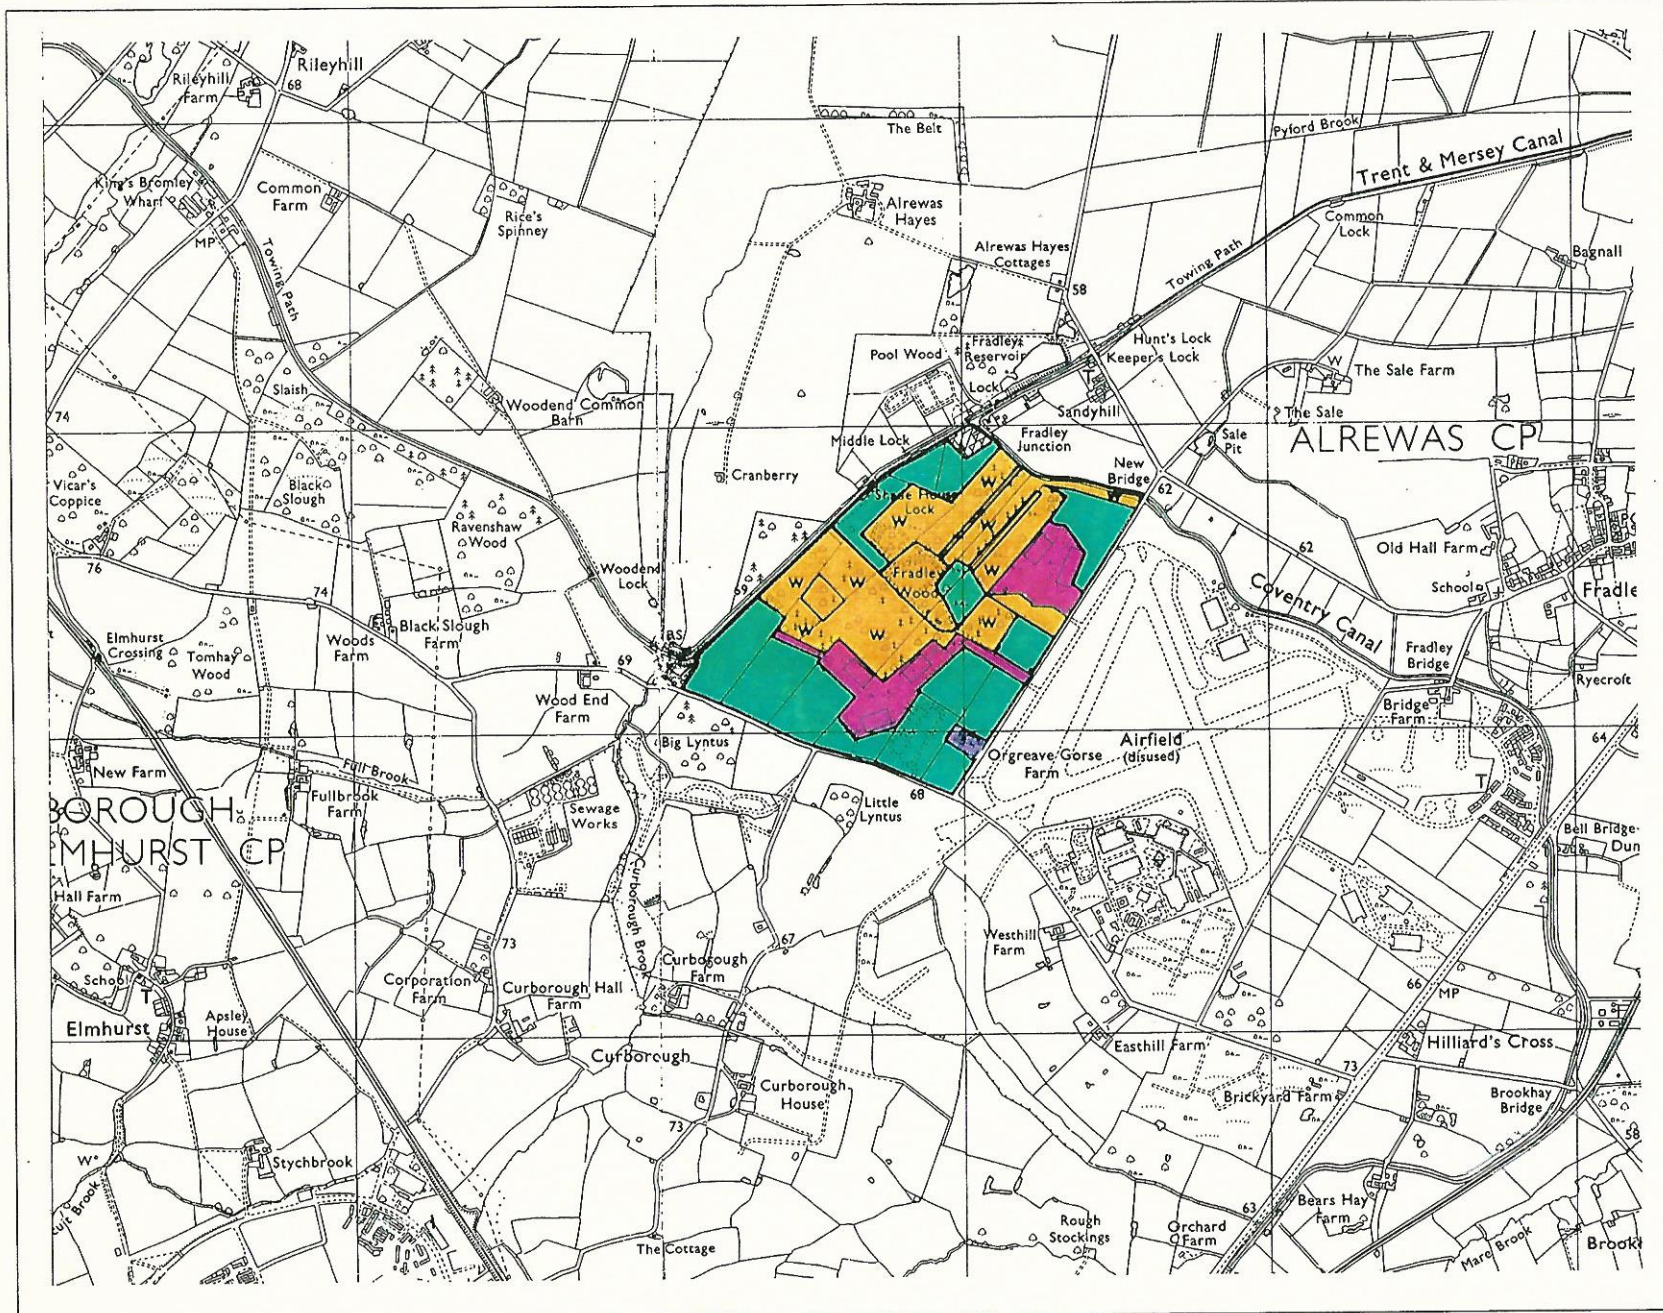 Rileyhill
Rileyhill
Farm
68
The Belt
Pyford Brook
Trent & Mersey Canal
King's Bromley
Wharf
MP
Common
Farm
Rice's
Spinney
Alrewas
Hayes
Common
Lock
Bagnall
Towing Path
Alrewas Hayes
Cottages
58
Towing Path
Pool Wood
Fradley
Reservoir
Lock
Hunt's Lock
Keeper's Lock
T
W
The Sale Farm
The Sale
Slaish
74
Woodend Common
Barn
Sandyhill
Middle Lock
Fradley
Junction
Sale
Pit
ALREWAS CP
PH
Cranberry
New
Bridge
62
Vicar's
Coppice
Black
Slough
Ravenshaw
Wood
Shade House
Lock
W
W
W
W
62
Old Hall Farm
School
Fradle
76
74
Woodend
Lock
69
W
W
Fradley
Wood
W
W
W
W
Coventry Canal
Elmhurst
Crossing
Tomhay
Wood
Woods
Farm
Black Slough
Farm
69
Wood End
Farm
Fradley
Bridge
Ryecroft
Bridge
Farm
64
Big Lyntus
Orgreave Gorse
Farm
Airfield
(disused)
New Farm
Full Brook
Fullbrook
Farm
Sewage
Works
68
Little
Lyntus
T
BOROUGH
EMHURST CP
Bell Bridge
Dun
Hall Farm
Curborough Brook
73
67
Westhill
Farm
School
T
Corporation
Farm
Curborough Hall
Farm
Curborough
Farm
66
MP
Elmhurst
Apsley
House
Curborough
Easthill Farm
73
Hilliard's Cross
Curborough
House
73
Brickyard Farm
Brookhay
Bridge
58
W
Stychbrook
Bears Hay
Farm
63
The Cottage
Rough
Stockings
Orchard
Farm
Mare Brook
Brook